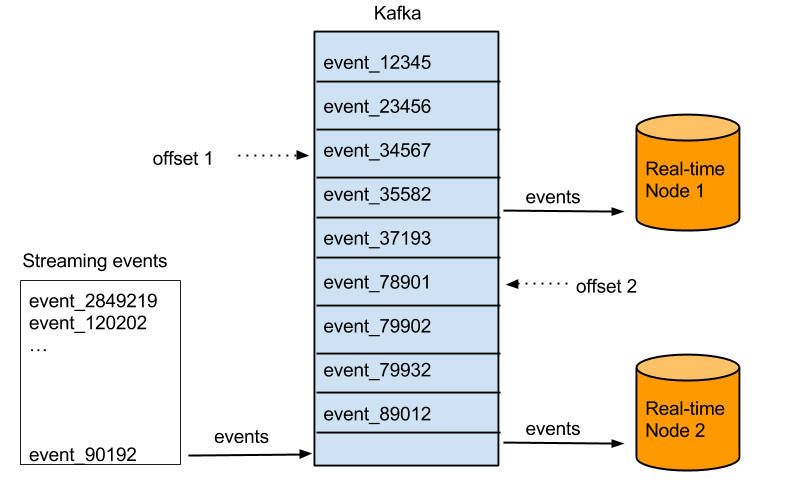 Kafka
event_12345
event_23456
event_34567
event_35582
event_37193
event_78901
event_79902
event_79932
event_89012
offset 1
offset 2
Streaming events
event_2849219
event_120202
...
event_90192
events
events
Real-time
Node 1
events
Real-time
Node 2